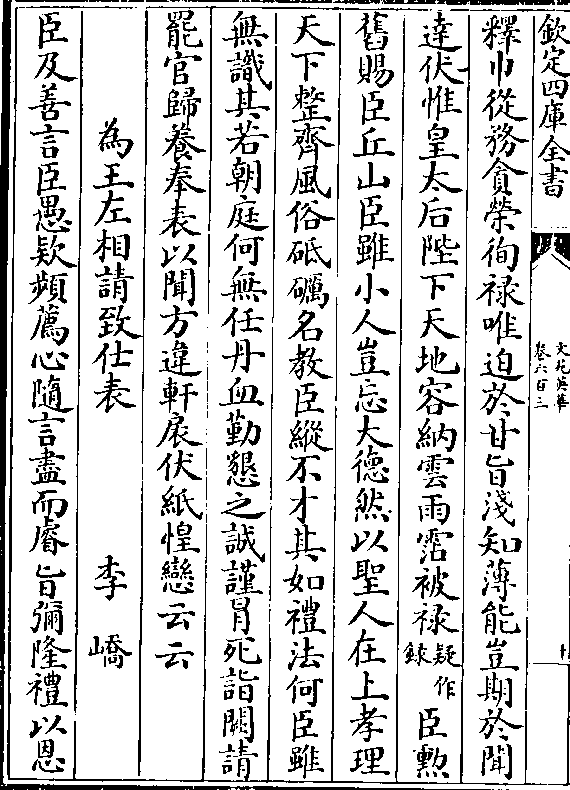 欽定四庫全書
文苑英華
卷六百三
十
釋巾從務貪榮徇祿唯迫於甘旨淺知薄能豈期於聞
達伏惟皇太后陛下天地容納雲雨霑被祿疑作録臣勲
舊賜臣丘山臣雖小人豈忘大德然以聖人在上孝理
天下整齊風俗砥礪名教臣縱不才其如禮法何臣雖
無識其若朝庭何無任丹血勤懇之誠謹冒死詣闕請
罷官歸養奉表以聞方違軒扆伏紙惶戀云云
為王左相請致仕表　李嶠
臣及善言臣愚欵頻薦心隨言盡而睿旨彌隆禮以恩